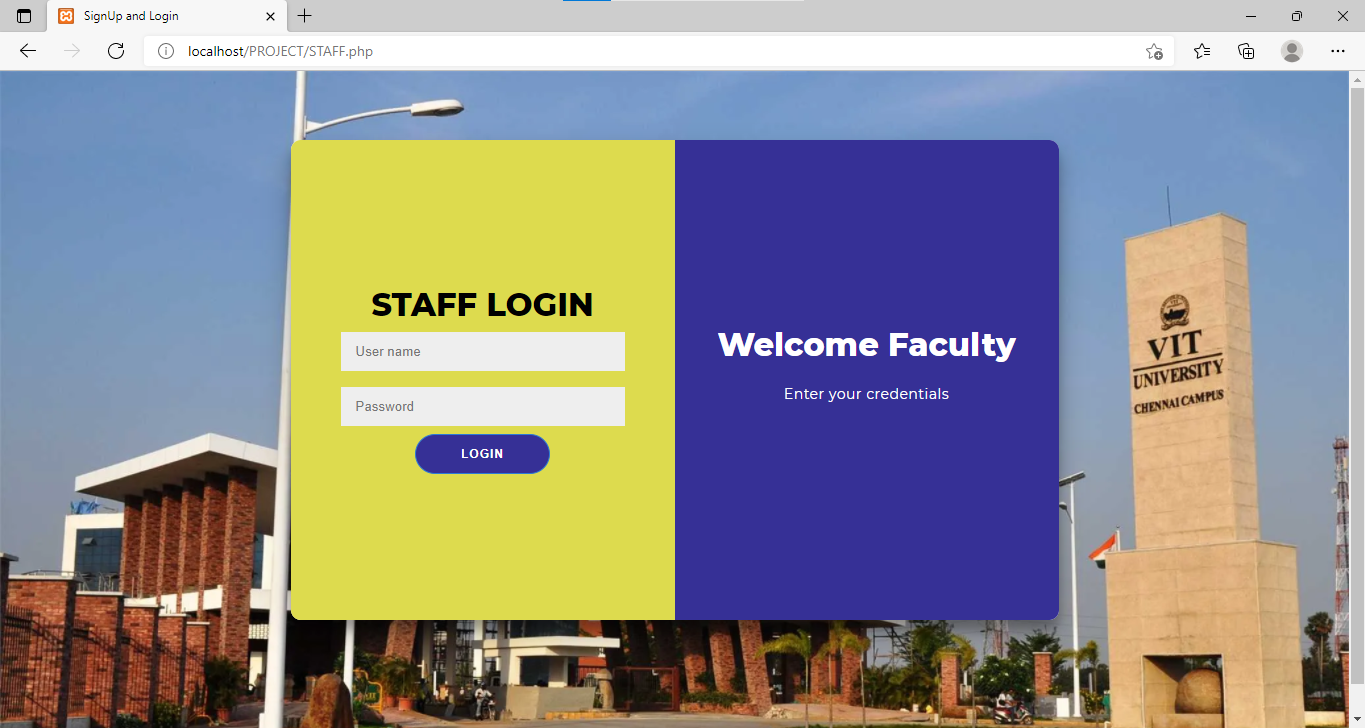 SignUp and Login
localhost/PROJECT/STAFF.php
STAFF LOGIN
User name
Password
LOGIN
Welcome Faculty
Enter your credentials
VIT
UNIVERSITY
CHENNAI CAMPUS